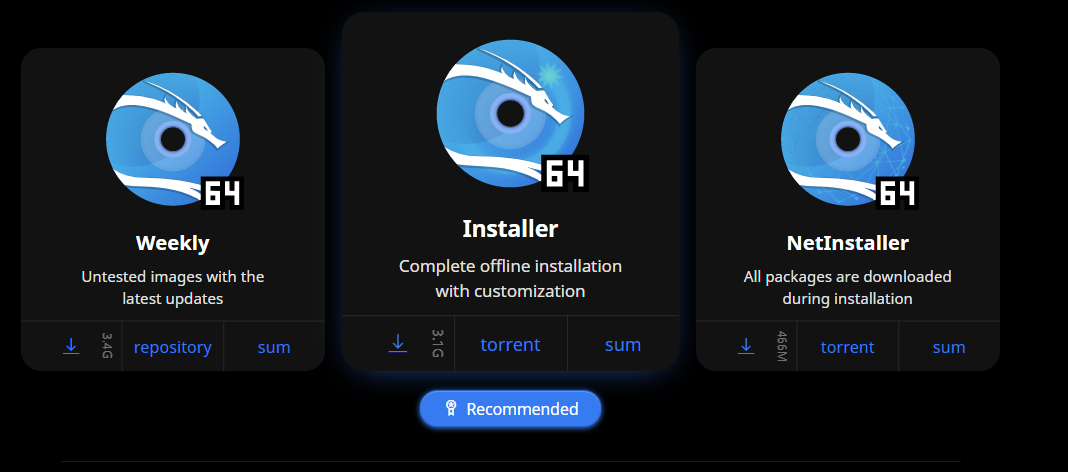 64
Weekly
Untested images with the
latest updates
3.4G
repository
sum
64
Installer
Complete offline installation
with customization
3.1G
torrent
sum
Recommended
64
NetInstaller
All packages are downloaded
during installation
466M
torrent
sum